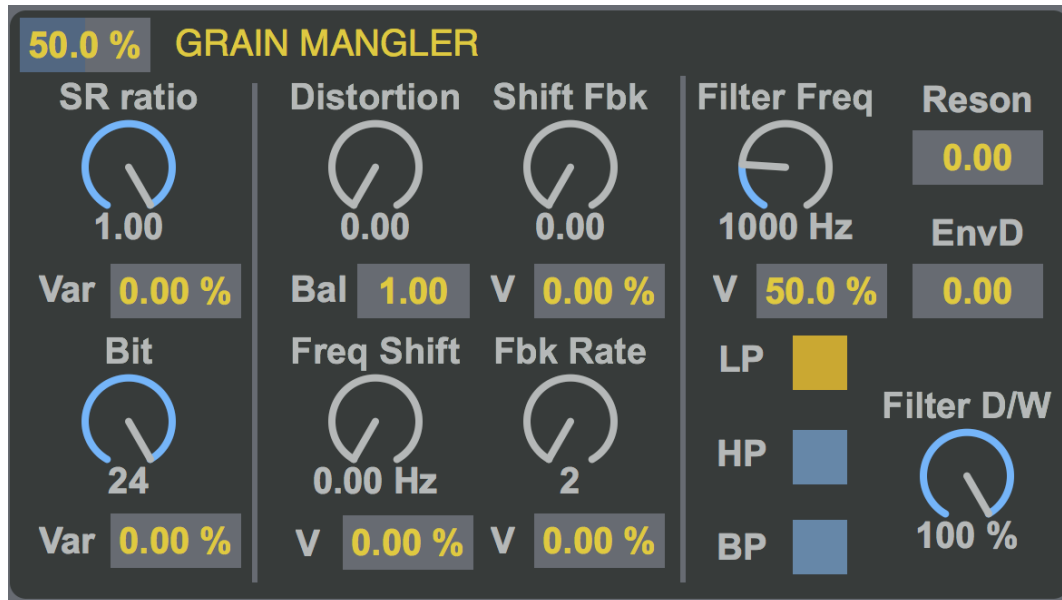 50.0 % GRAIN MANGLER
SR ratio Distortion Shift Fbk Filter Freq Reson
0.00
1.00 0.00 0.00 1000 Hz EnvD
Var 0.00 % Bal 1.00 V 0.00 % V 50.0 % 0.00
Bit Freq Shift Fbk Rate LP
Filter D/W
HP
24 0.00 Hz 2
Var 0.00 % V 0.00 % V 0.00 % BP 100 %